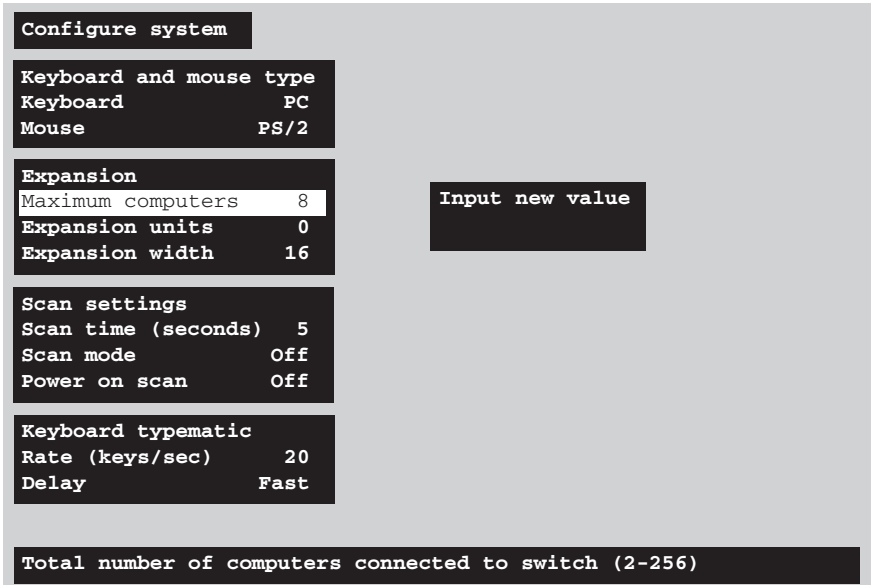 Configure system
Keyboard and mouse type
Keyboard PC
Mouse PS/2
Expansion
Maximum computers 8
Expansion units 0
Expansion width 16
Input new value
Scan settings
Scan time (seconds) 5
Scan mode Off
Power on scan Off
Keyboard typematic
Rate (keys/sec) 20
Delay Fast
Total number of computers connected to switch (2-256)